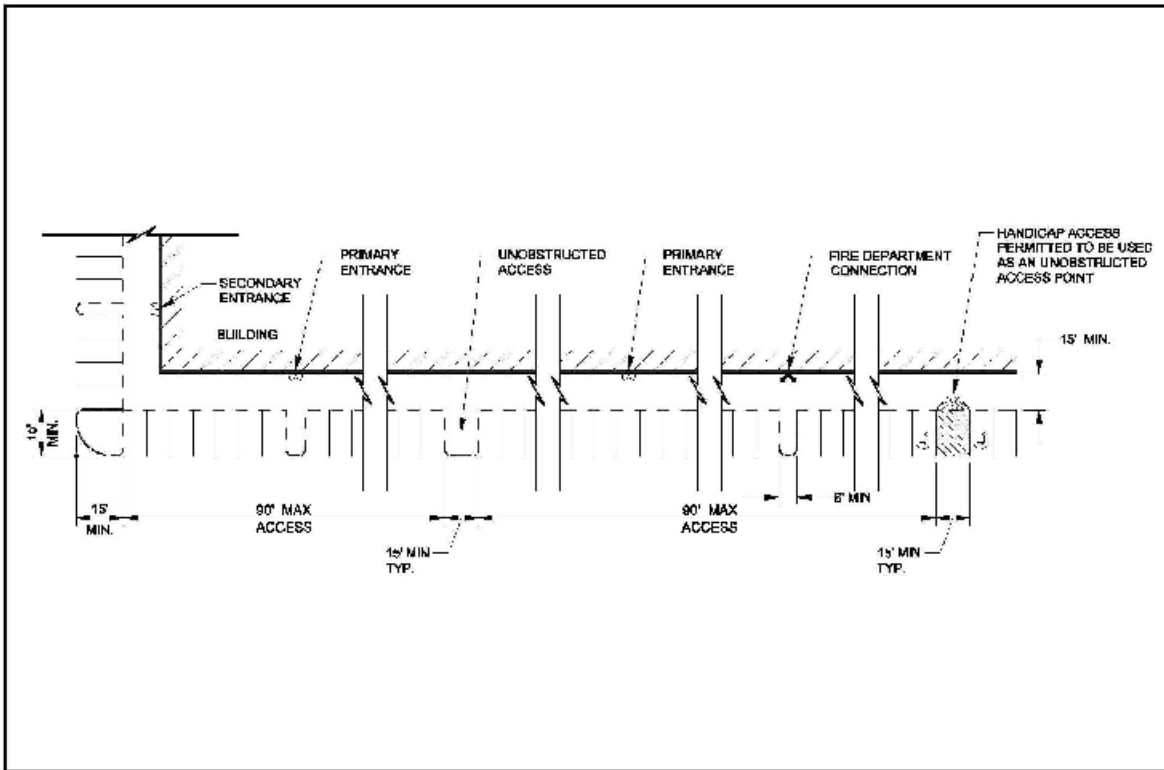 HANDICAP ACCESS
PERMITTED TO BE USED
AS AN UNOBSTRUCTED
ACCESS POINT
PRIMARY
ENTRANCE
UNOBSTRUCTED
ACCESS
PRIMARY
ENTRANCE
FIRE DEPARTMENT
CONNECTION
SECONDARY
ENTRANCE
BUILDING
15' MIN.
MIN.
15'
MIN.
90' MAX
ACCESS
15' MIN
TYP.
90' MAX
ACCESS
MIN
15' MIN
TYP.